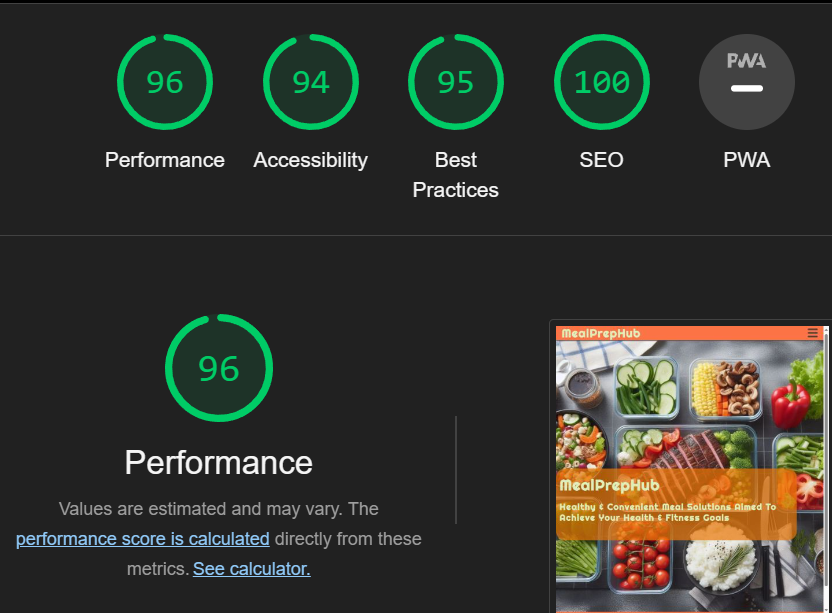 96
94
95
100
PWA
Performance
Accessibility
Best
Practices
SEO
PWA
96
Performance
Values are estimated and may vary. The
performance score is calculated directly from these
metrics. See calculator.
MealPrepHub
MealPrepHub
Healthy & Convenient Meal Solutions Aimed To
Achieve Your Health & Fitness Goals